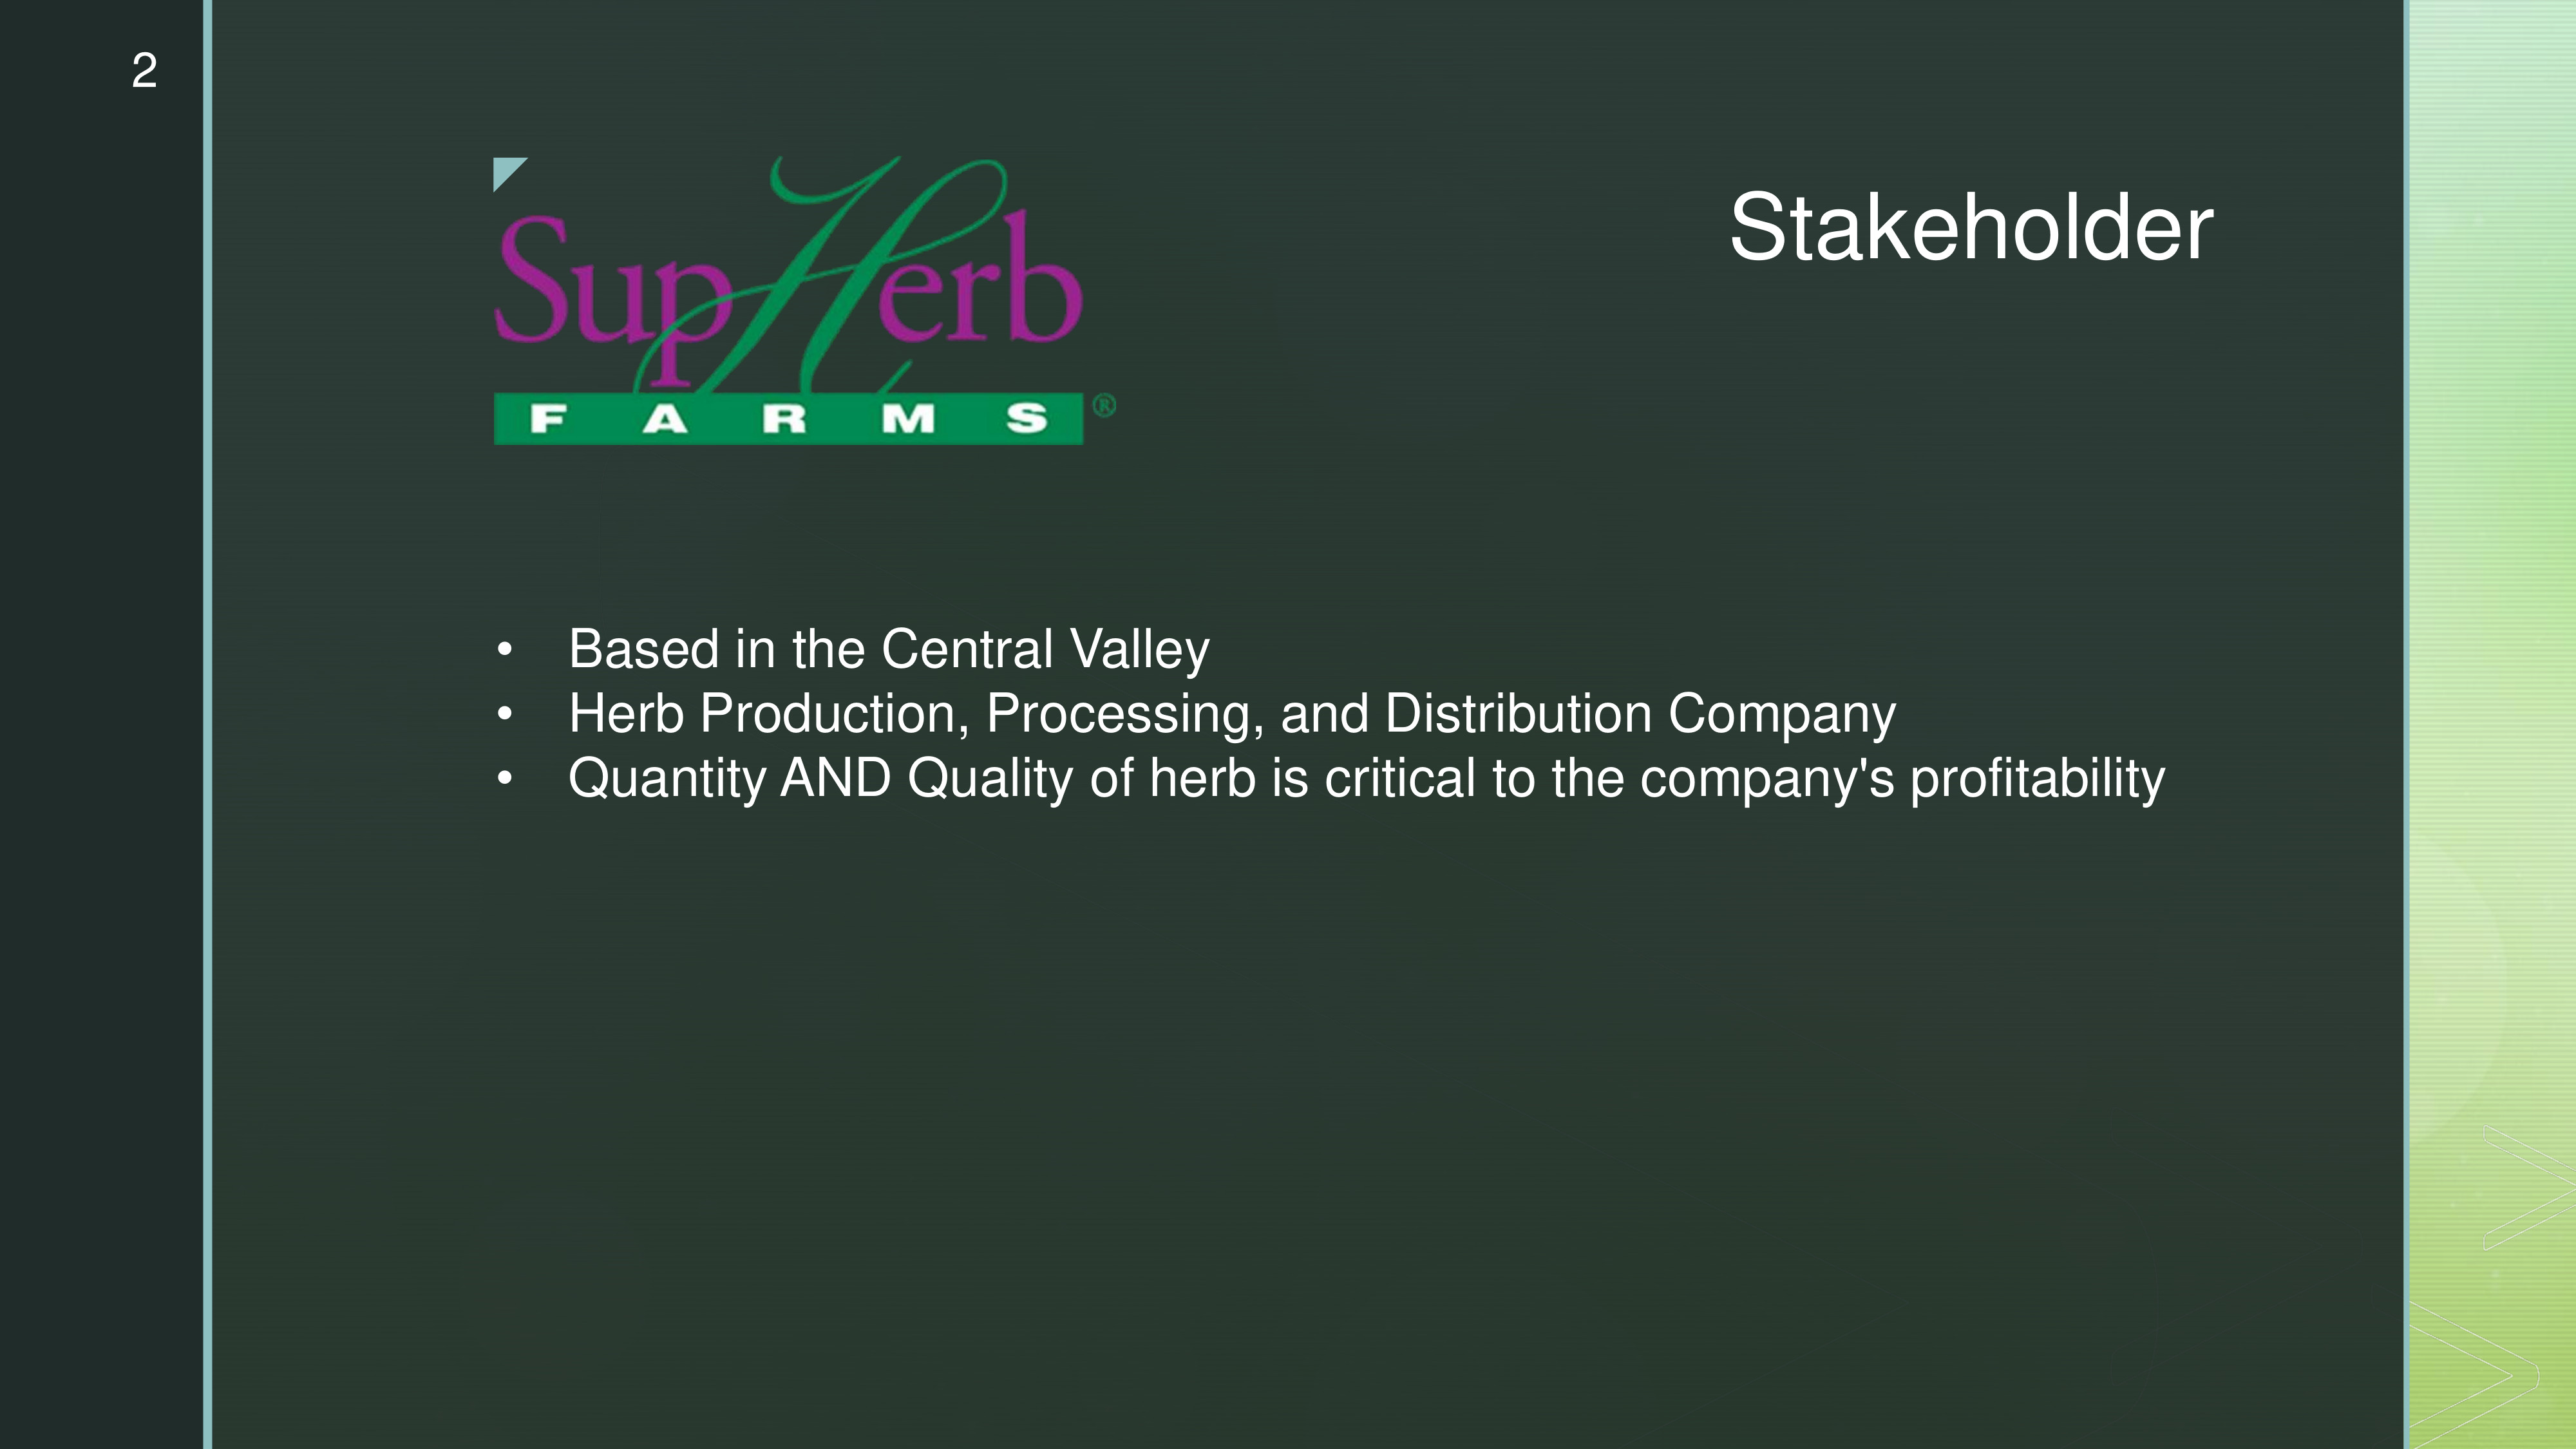 2
SupHerb
FARMS®
Stakeholder
• Based in the Central Valley
• Herb Production, Processing, and Distribution Company
• Quantity AND Quality of herb is critical to the company's profitability